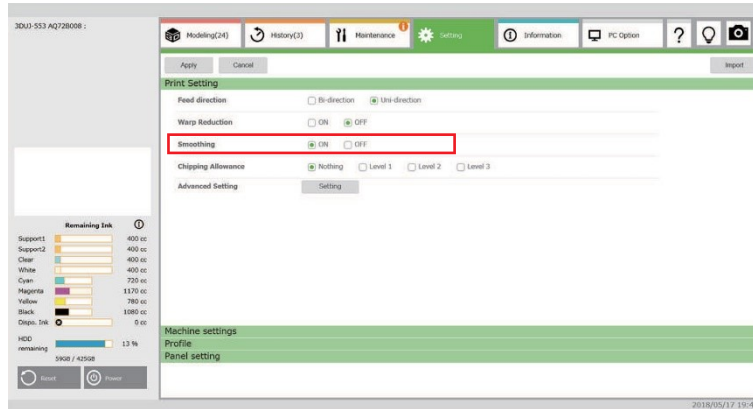 3DUJ-553 AQ728008 :
Modeling(24) History(3) Maintenance Setting Information PC Option
Apply Cancel Import
Print Setting
Feed direction Bi-direction Uni-direction
Warp Reduction ON OFF
Smoothing ON OFF
Chipping Allowance Nothing Level 1 Level 2 Level 3
Advanced Setting Setting
Remaining Ink
Support1 400 cc
Support2 400 cc
Clear 400 cc
White 400 cc
Cyan 720 cc
Magenta 1170 cc
Yellow 780 cc
Black 1080 cc
Dispo. Ink 0 cc
HDD remaining 13 %
59GB / 425GB
Reset Power
Machine settings
Profile
Panel setting
2018/05/17 19:4